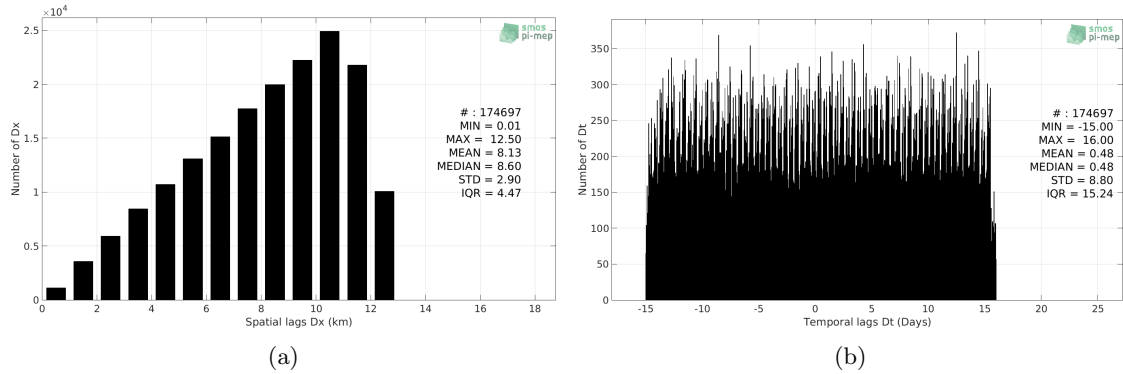 ×10⁴
smos
pi-mep
2.5
2
1.5
1
0.5
0
Number of Dx
# : 174697
MIN = 0.01
MAX = 12.50
MEAN = 8.13
MEDIAN = 8.60
STD = 2.90
IQR = 4.47
0 2 4 6 8 10 12 14 16 18
Spatial lags Dx (km)
(a)
smos
pi-mep
350
300
250
200
150
100
50
0
Number of Dt
# : 174697
MIN = -15.00
MAX = 16.00
MEAN = 0.48
MEDIAN = 0.48
STD = 8.80
IQR = 15.24
-15 -10 -5 0 5 10 15 20 25
Temporal lags Dt (Days)
(b)